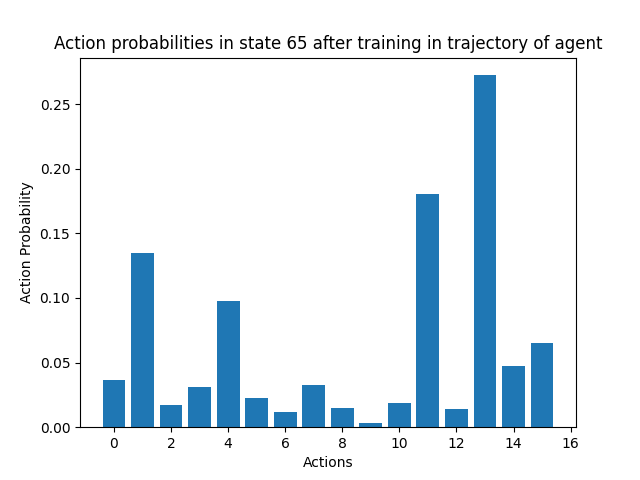 Action probabilities in state 65 after training in trajectory of agent
0.25
0.20
0.15
0.10
0.05
0.00
Action Probability
0 2 4 6 8 10 12 14 16
Actions